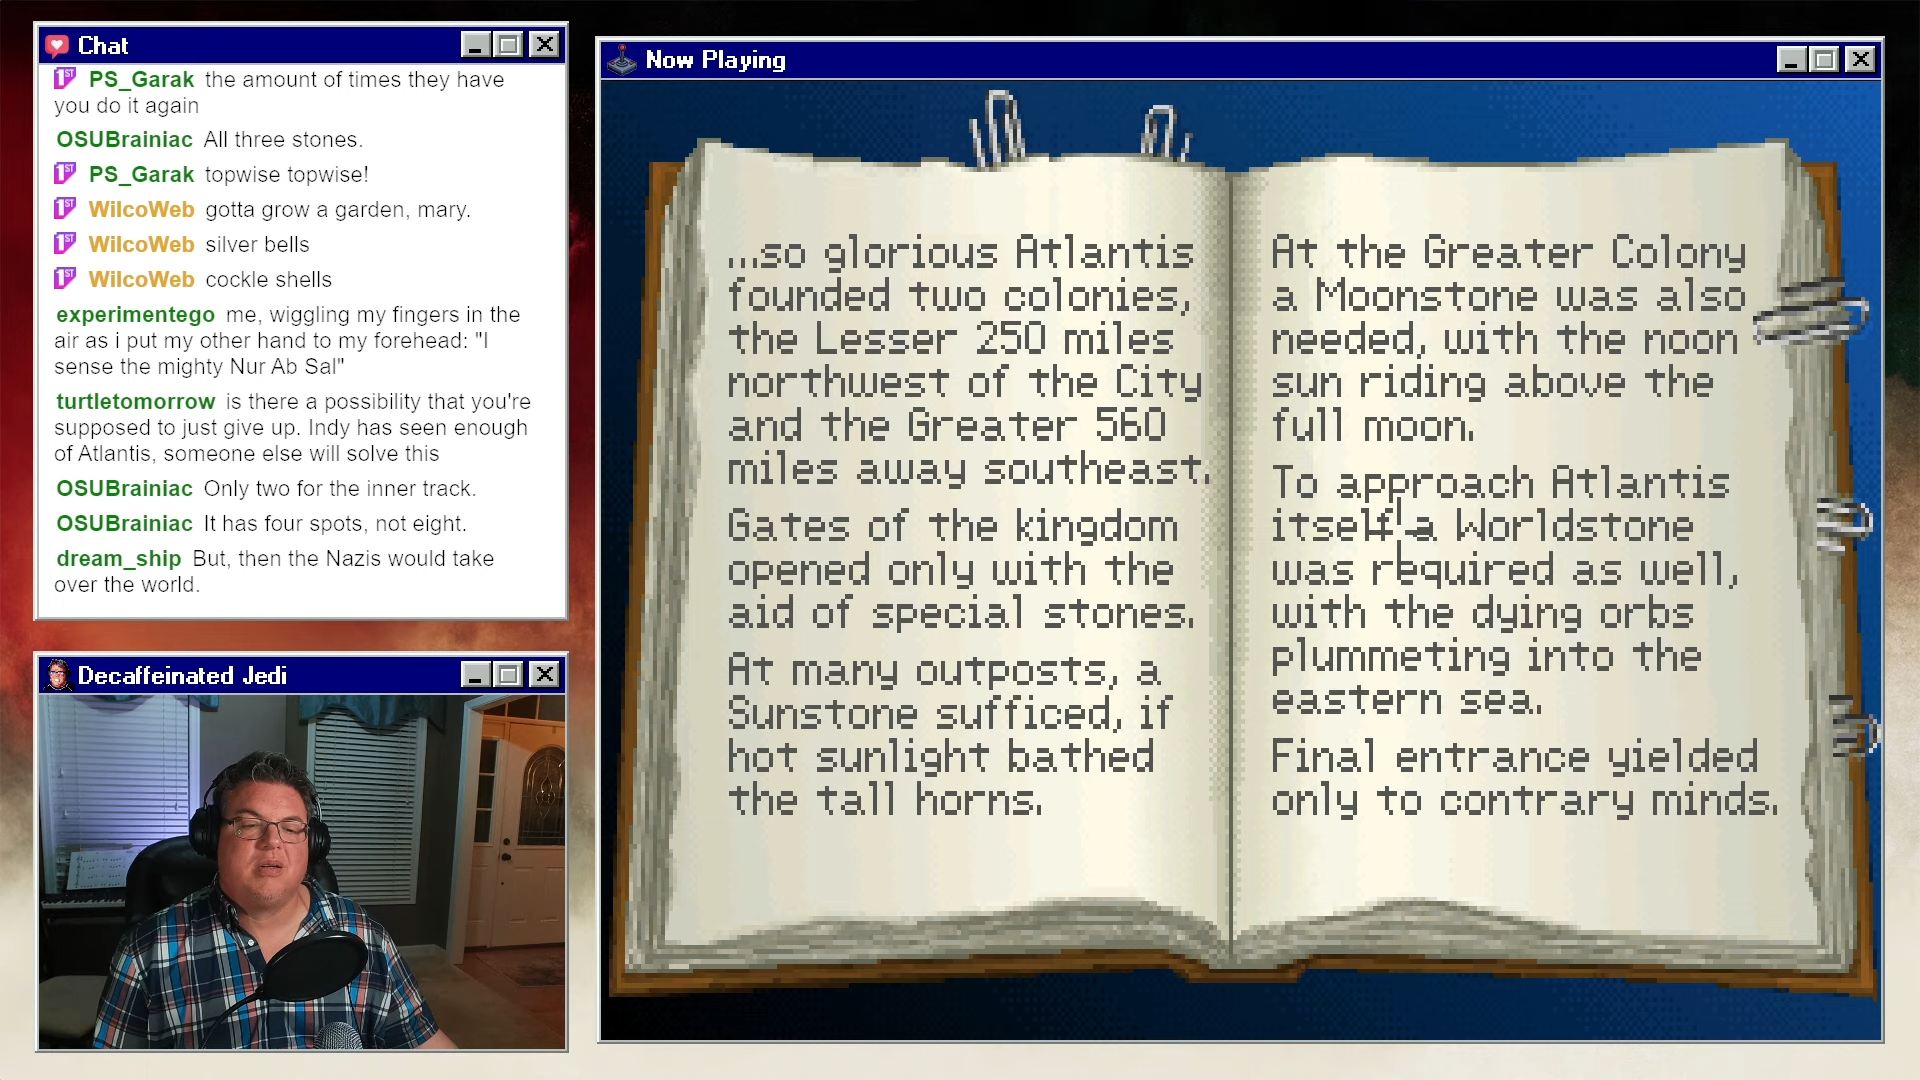 Chat
PS_Garak the amount of times they have
you do it again
OSUBrainiac All three stones.
PS_Garak topwise topwise!
WilcoWeb gotta grow a garden, mary.
WilcoWeb silver bells
WilcoWeb cockle shells
experimentego me, wiggling my fingers in the
air as i put my other hand to my forehead: "I
sense the mighty Nur Ab Sal"
turtletomorrow is there a possibility that you're
supposed to just give up. Indy has seen enough
of Atlantis, someone else will solve this
OSUBrainiac Only two for the inner track.
OSUBrainiac It has four spots, not eight.
dream_ship But, then the Nazis would take
over the world.
Decaffeinated Jedi
Now Playing
...so glorious Atlantis
founded two colonies,
the Lesser 250 miles
northwest of the City
and the Greater 560
miles away southeast.
Gates of the kingdom
opened only with the
aid of special stones.
At many outposts, a
Sunstone sufficed, if
hot sunlight bathed
the tall horns.
At the Greater Colony
a Moonstone was also
needed, with the noon
sun riding above the
full moon.
To approach Atlantis
itself a Worldstone
was required as well,
with the dying orbs
plummeting into the
eastern sea.
Final entrance yielded
only to contrary minds.